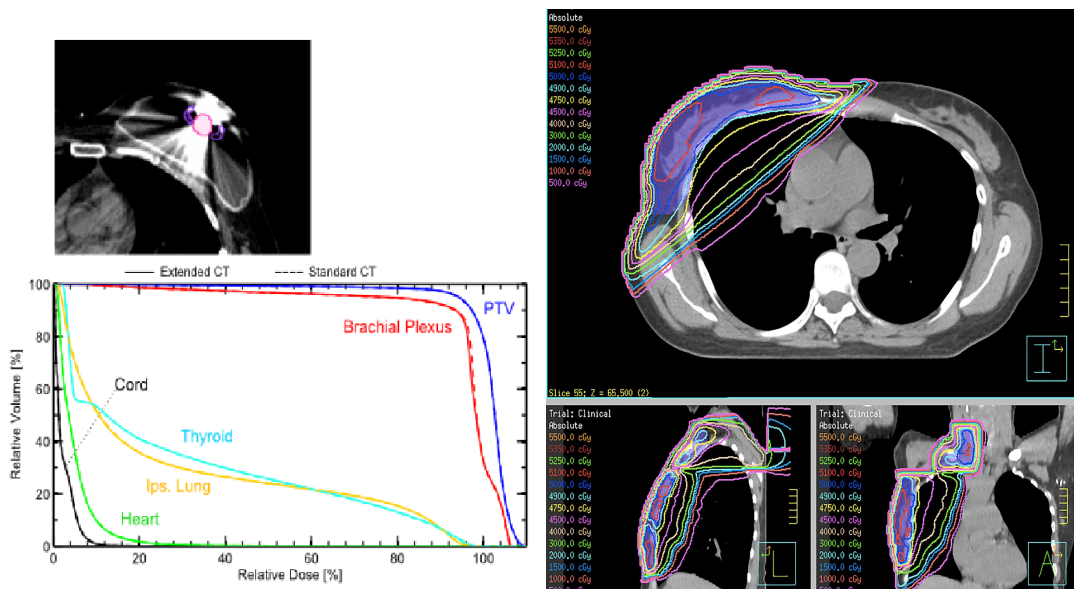 Extended CT
Standard CT
Relative Volume [%]
100
80
60
40
20
0
PTV
Brachial Plexus
Cord
Thyroid
Ips. Lung
Heart
0
20
40
60
80
100
Relative Dose [%]
Absolute
5500.0 cGy
5350.0 cGy
5250.0 cGy
5100.0 cGy
5000.0 cGy
4900.0 cGy
4750.0 cGy
4500.0 cGy
4000.0 cGy
3000.0 cGy
2000.0 cGy
1500.0 cGy
1000.0 cGy
500.0 cGy
I
Slice 55: Z = 65.500 (2)
Trial: Clinical
Absolute
5500.0 cGy
5350.0 cGy
5250.0 cGy
5100.0 cGy
5000.0 cGy
4900.0 cGy
4750.0 cGy
4500.0 cGy
4000.0 cGy
3000.0 cGy
2000.0 cGy
1500.0 cGy
1000.0 cGy
L
Trial: Clinical
Absolute
5500.0 cGy
5350.0 cGy
5250.0 cGy
5100.0 cGy
5000.0 cGy
4900.0 cGy
4750.0 cGy
4500.0 cGy
4000.0 cGy
3000.0 cGy
2000.0 cGy
1500.0 cGy
1000.0 cGy
A